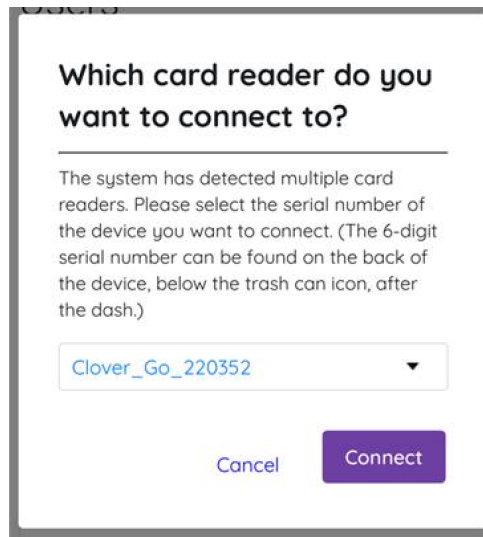 Users
Which card reader do you
want to connect to?
The system has detected multiple card
readers. Please select the serial number of
the device you want to connect. (The 6-digit
serial number can be found on the back of
the device, below the trash can icon, after
the dash.)
Clover_Go_220352
Cancel
Connect